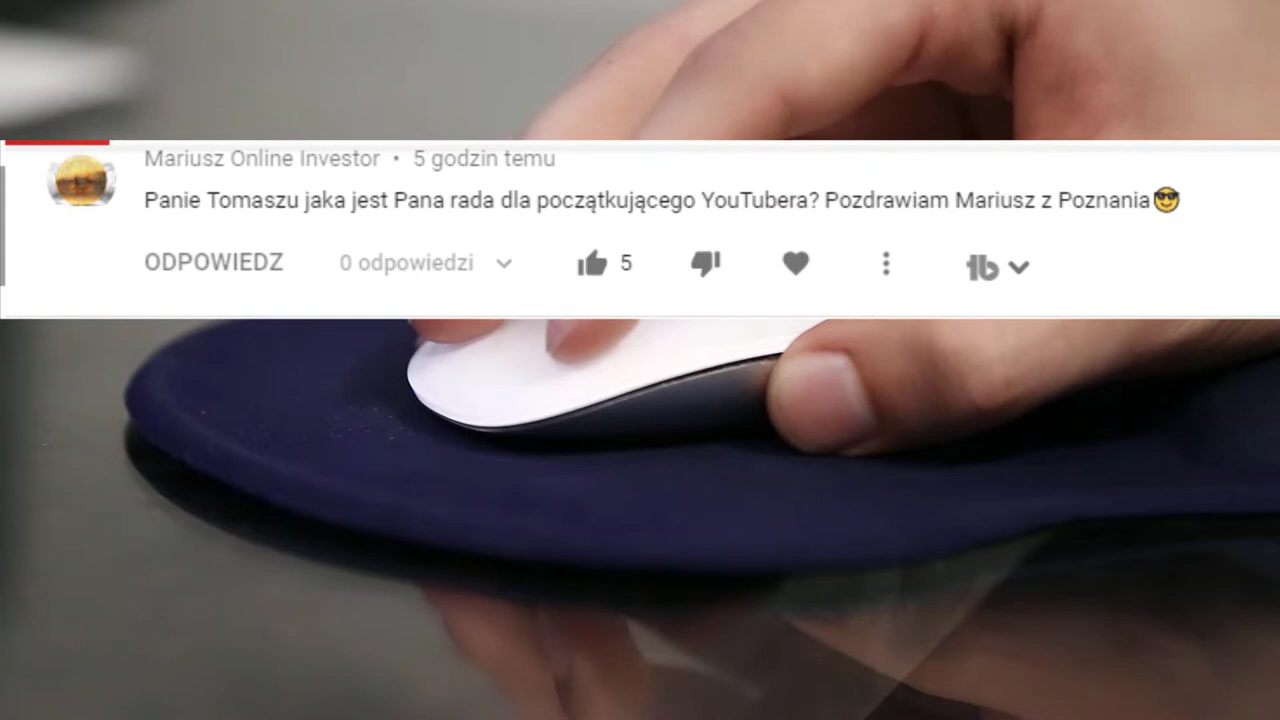 Mariusz Online Investor • 5 godzin temu
Panie Tomaszu jaka jest Pana rada dla początkującego YouTubera? Pozdrawiam Mariusz z Poznania😎
ODPOWIEDZ 0 odpowiedzi 5